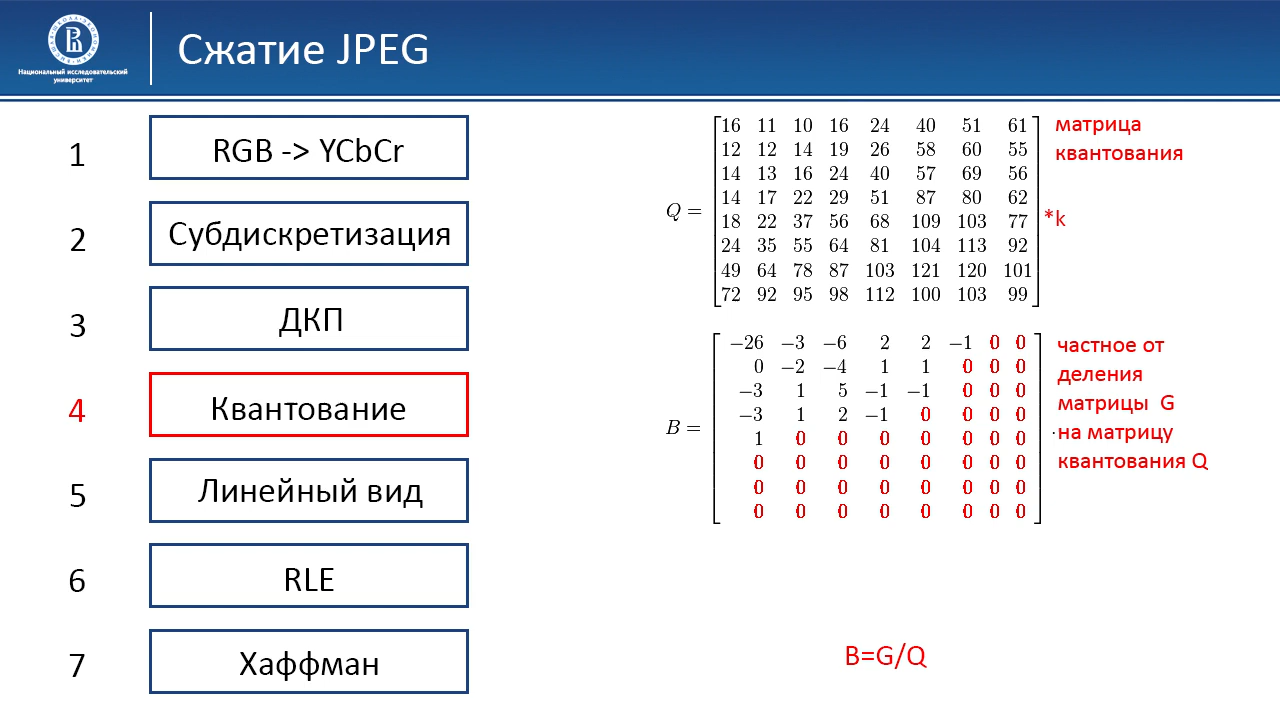 Национальный исследовательский
университет
Сжатие JPEG
1 RGB -> YCbCr
2 Субдискретизация
3 ДКП
4 Квантование
5 Линейный вид
6 RLE
7 Хаффман
Q =
16 11 10 16 24 40 51 61
12 12 14 19 26 58 60 55
14 13 16 24 40 57 69 56
14 17 22 29 51 87 80 62
18 22 37 56 68 109 103 77
24 35 55 64 81 104 113 92
49 64 78 87 103 121 120 101
72 92 95 98 112 100 103 99
матрица
квантования
*k
B =
−26 −3 −6 2 2 −1 0 0
0 −2 −4 1 1 0 0 0
−3 1 5 −1 −1 0 0 0
−3 1 2 −1 0 0 0 0
1 0 0 0 0 0 0 0
0 0 0 0 0 0 0 0
0 0 0 0 0 0 0 0
0 0 0 0 0 0 0 0
частное от
деления
матрицы G
на матрицу
квантования Q
B=G/Q